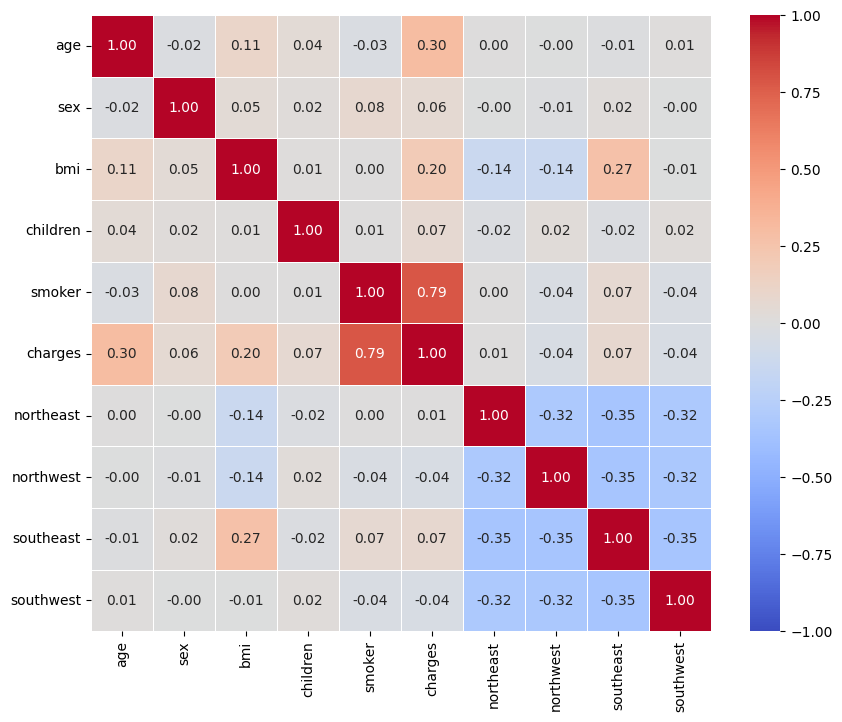 age 1.00 -0.02 0.11 0.04 -0.03 0.30 0.00 -0.00 -0.01 0.01
sex -0.02 1.00 0.05 0.02 0.08 0.06 -0.00 -0.01 0.02 -0.00
bmi 0.11 0.05 1.00 0.01 0.00 0.20 -0.14 -0.14 0.27 -0.01
children 0.04 0.02 0.01 1.00 0.01 0.07 -0.02 0.02 -0.02 0.02
smoker -0.03 0.08 0.00 0.01 1.00 0.79 0.00 -0.04 0.07 -0.04
charges 0.30 0.06 0.20 0.07 0.79 1.00 0.01 -0.04 0.07 -0.04
northeast 0.00 -0.00 -0.14 -0.02 0.00 0.01 1.00 -0.32 -0.35 -0.32
northwest -0.00 -0.01 -0.14 0.02 -0.04 -0.04 -0.32 1.00 -0.35 -0.32
southeast -0.01 0.02 0.27 -0.02 0.07 0.07 -0.35 -0.35 1.00 -0.35
southwest 0.01 -0.00 -0.01 0.02 -0.04 -0.04 -0.32 -0.32 -0.35 1.00
age sex bmi children smoker charges northeast northwest southeast southwest
1.00
0.75
0.50
0.25
0.00
−0.25
−0.50
−0.75
−1.00